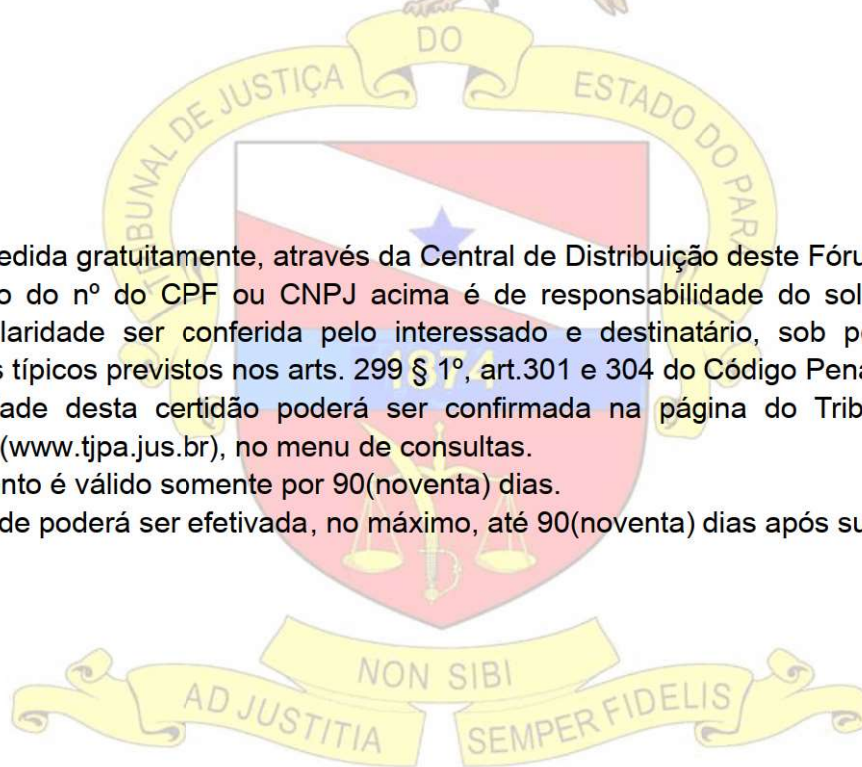 DO
TRIBUNAL DE JUSTIÇA
ESTADO DO PARÁ
edida gratuitamente, através da Central de Distribuição deste Fóru
o do nº do CPF ou CNPJ acima é de responsabilidade do sol
laridade ser conferida pelo interessado e destinatário, sob p
s típicos previstos nos arts. 299 § 1º, art.301 e 304 do Código Pena
1874
ade desta certidão poderá ser confirmada na página do Trib
(www.tjpa.jus.br), no menu de consultas.
nto é válido somente por 90(noventa) dias.
de poderá ser efetivada, no máximo, até 90(noventa) dias após su
NON SIBI
AD JUSTITIA
SEMPER FIDELIS